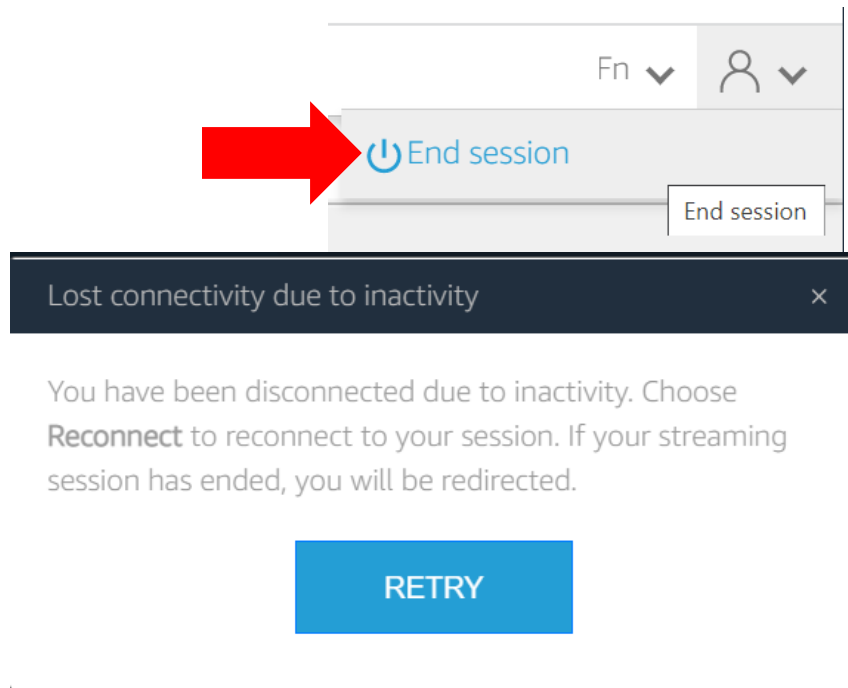 Fn
End session
End session
Lost connectivity due to inactivity ×
You have been disconnected due to inactivity. Choose
Reconnect to reconnect to your session. If your streaming
session has ended, you will be redirected.
RETRY